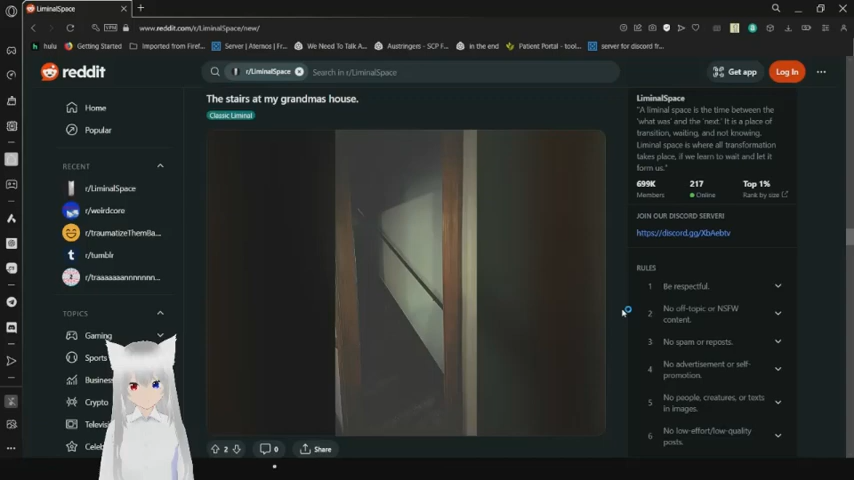 LiminalSpace
www.reddit.com/r/LiminalSpace/new/
VPN
hulu
Getting Started
Imported from Firef...
Server | Aternos | Fr...
We Need To Talk A...
Austringers - SCP F...
in the end
Patient Portal - tool...
server for discord fr...
reddit
r/LiminalSpace
Search in r/LiminalSpace
Get app
Log In
Home
Popular
RECENT
r/LiminalSpace
r/weirdcore
r/traumatizeThemBa...
r/tumblr
r/traaaaaaannnnnnn...
TOPICS
Gaming
Sports
Business
Crypto
Televisi
Celeb
The stairs at my grandmas house.
Classic Liminal
2
0
Share
LiminalSpace
"A liminal space is the time between the
'what was' and the 'next.' It is a place of
transition, waiting, and not knowing.
Liminal space is where all transformation
takes place, if we learn to wait and let it
form us."
699K
217
Top 1%
Members
Online
Rank by size
JOIN OUR DISCORD SERVER!
https://discord.gg/XbAebtv
RULES
1
Be respectful.
2
No off-topic or NSFW
content.
3
No spam or reposts.
4
No advertisement or self-
promotion.
5
No people, creatures, or texts
in images.
6
No low-effort/low-quality
posts.